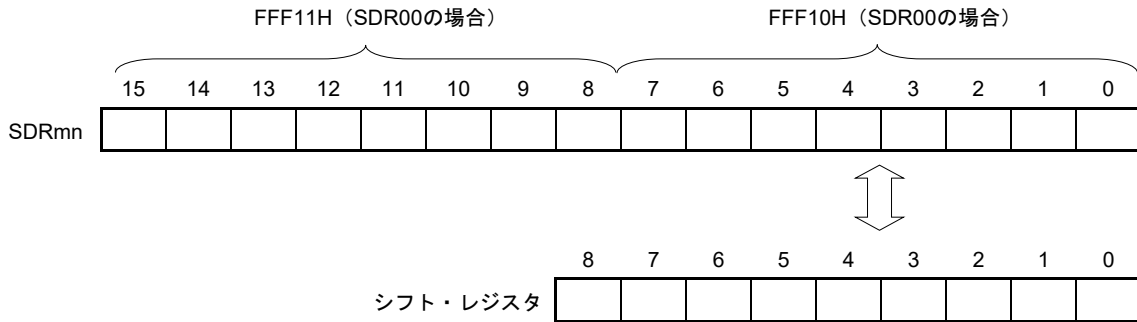 FFF11H（SDR00の場合） FFF10H（SDR00の場合）
15 14 13 12 11 10 9 8 7 6 5 4 3 2 1 0
SDRmn
8 7 6 5 4 3 2 1 0
シフト・レジスタ